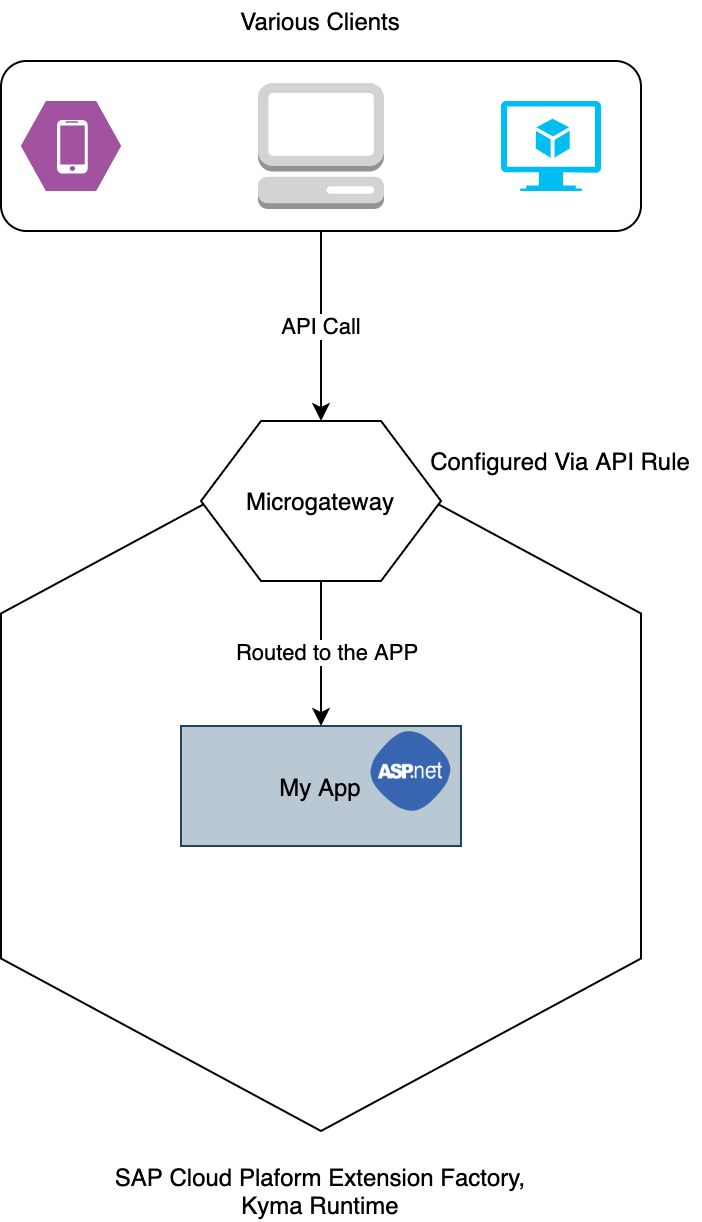 Various Clients
API Call
Configured Via API Rule
Microgateway
Routed to the APP
ASP.net
My App
SAP Cloud Plaform Extension Factory,
Kyma Runtime